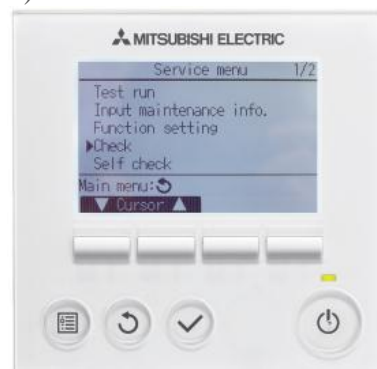 MITSUBISHI ELECTRIC
Service menu 1/2
Test run
Input maintenance info.
Function setting
▶Check
Self check
Main menu:
▼ Cursor ▲